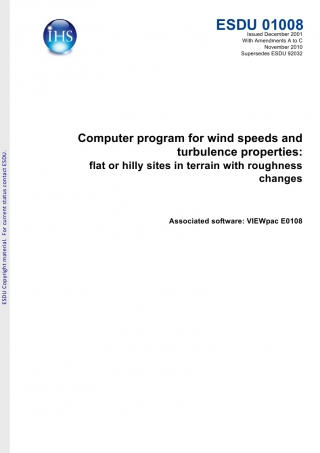 IHS
ESDU 01008
Issued December 2001
With Amendments A to C
November 2010
Supersedes ESDU 92032
Computer program for wind speeds and
turbulence properties:
flat or hilly sites in terrain with roughness
changes
Associated software: VIEWpac E0108
ESDU Copyright material. For current status contact ESDU.